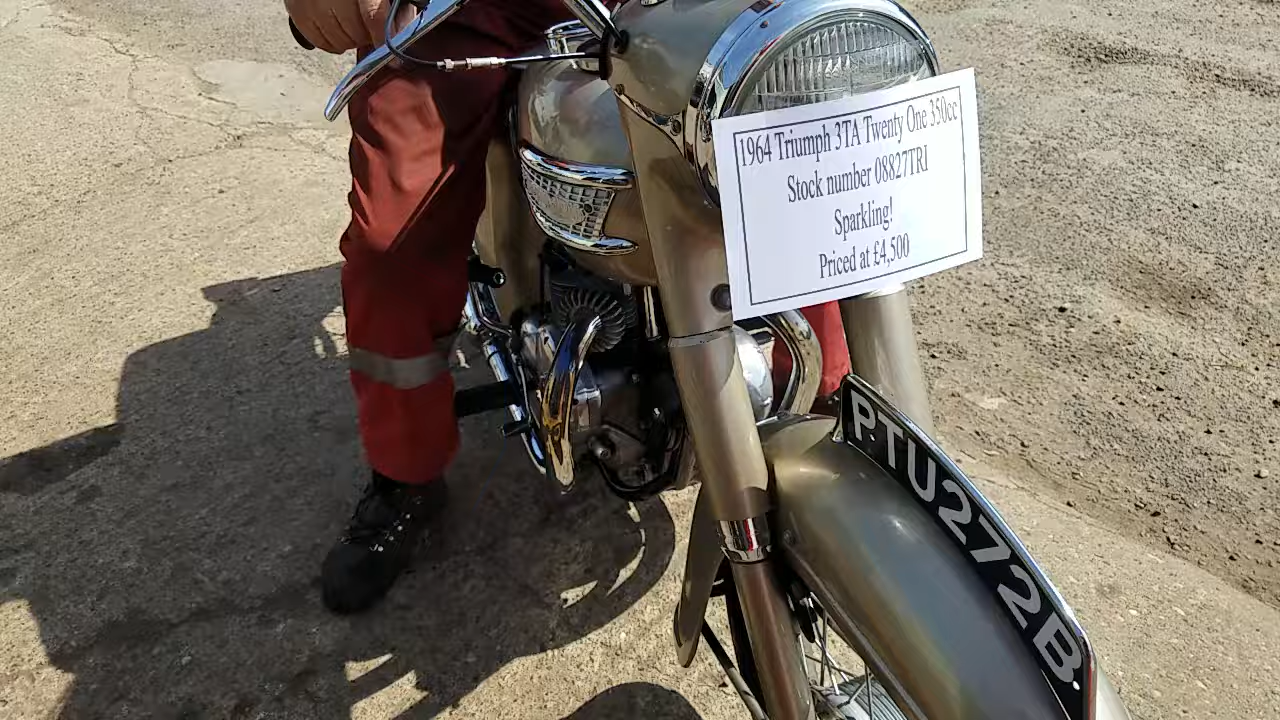 1964 Triumph 3TA Twenty One 350cc
Stock number 08827TRI
Sparkling!
Priced at £4,500
PTU272B